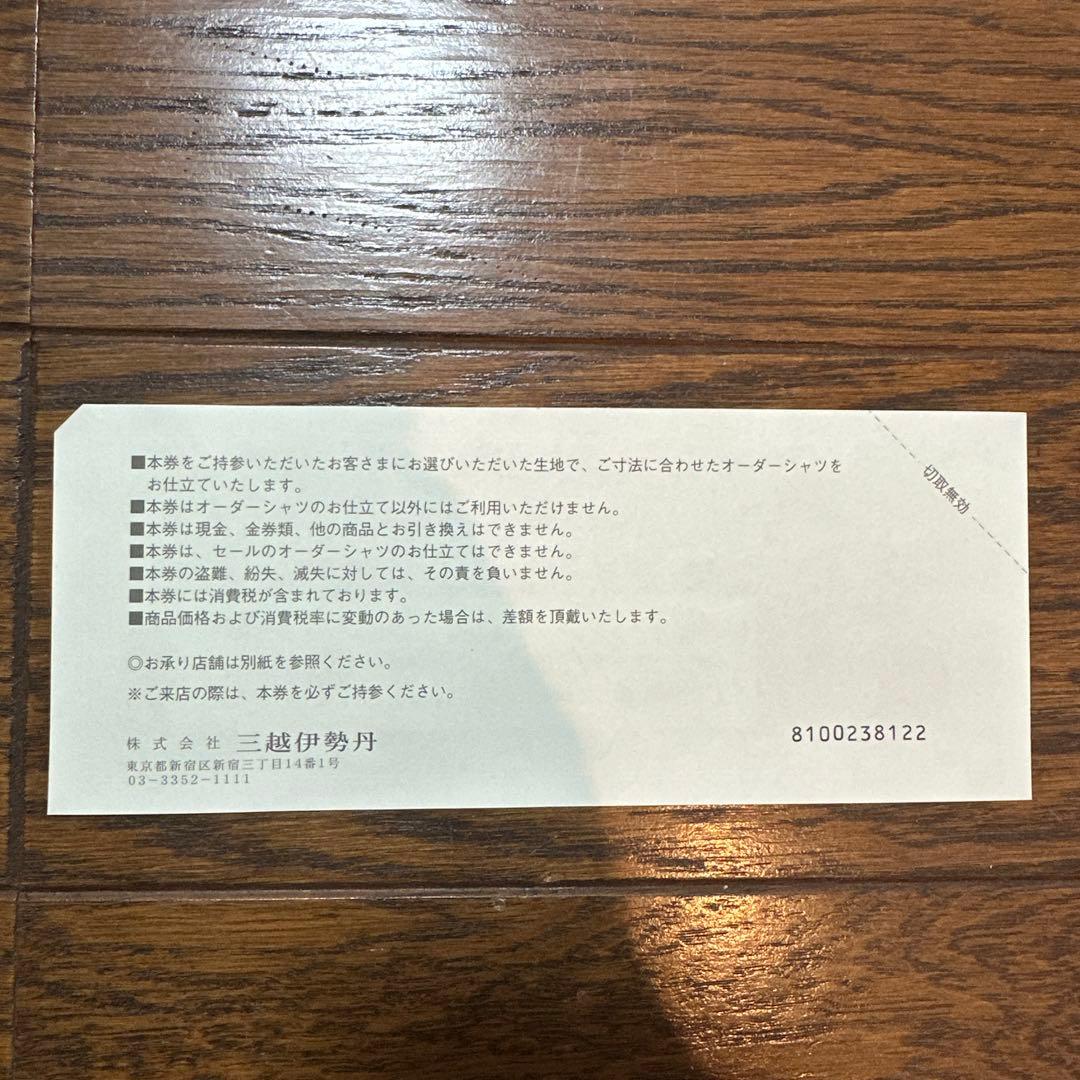 ■本券をご持参いただいたお客さまにお選びいただいた生地で、ご寸法に合わせたオーダーシャツを
お仕立ていたします。
■本券はオーダーシャツのお仕立て以外にはご利用いただけません。
■本券は現金、金券類、他の商品とお引き換えはできません。
■本券は、セールのオーダーシャツのお仕立てはできません。
■本券の盗難、紛失、滅失に対しては、その責を負いません。
■本券には消費税が含まれております。
■商品価格および消費税率に変動のあった場合は、差額を頂戴いたします。
切取無効
◎お承り店舗は別紙を参照ください。
※ご来店の際は、本券を必ずご持参ください。
株式会社 三越伊勢丹
東京都新宿区新宿三丁目14番1号
03-3352-1111
8100238122